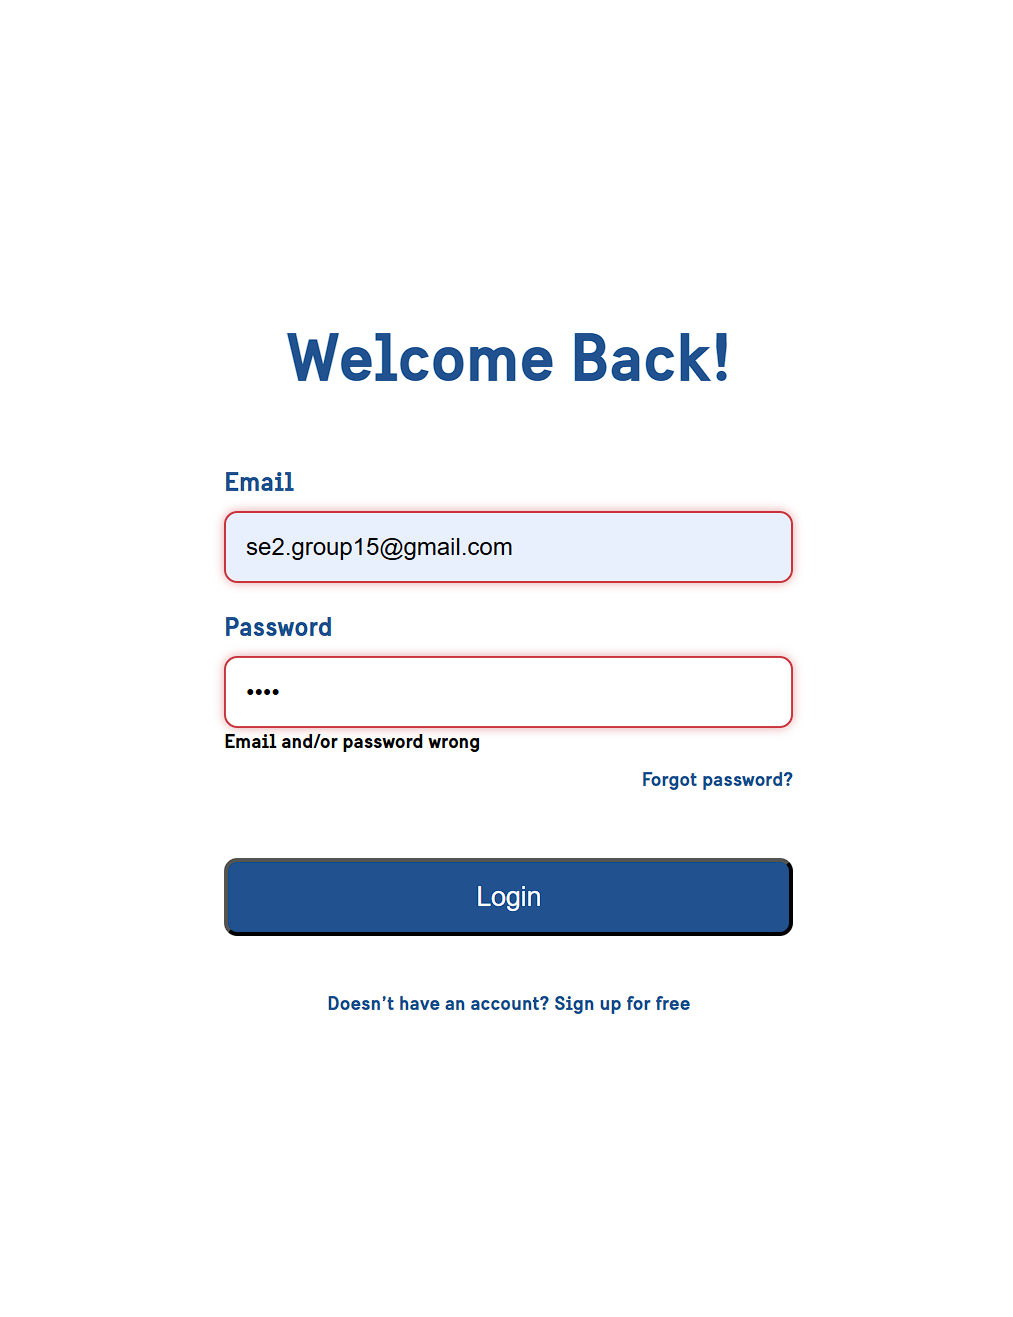 Welcome Back!
Email
se2.group15@gmail.com
Password
••••
Email and/or password wrong
Forgot password?
Login
Doesn't have an account? Sign up for free